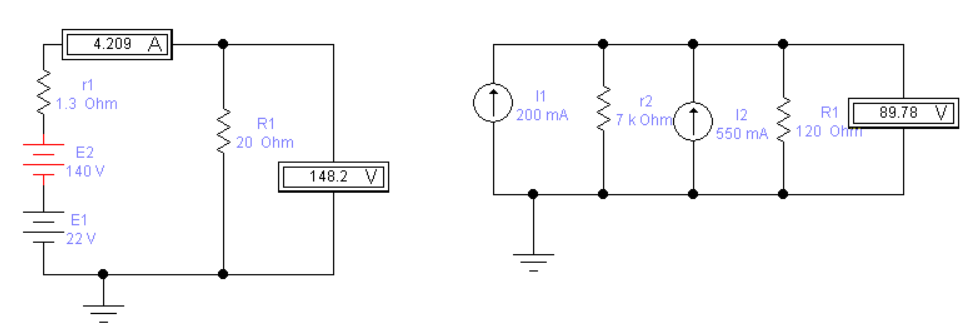 4.209 A
r1
1.3 Ohm
E2
140 V
E1
22 V
R1
20 Ohm
148.2 V
I1
200 mA
r2
7 k Ohm
I2
550 mA
R1
120 Ohm
89.78 V